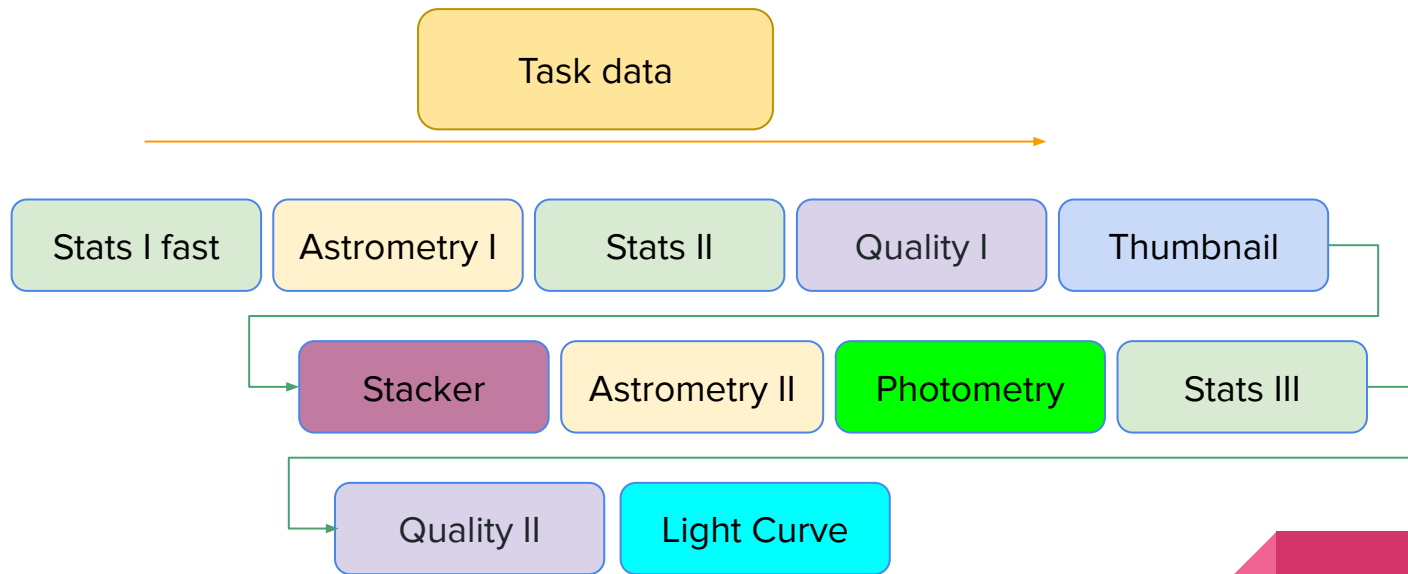 Task data
Stats I fast
Astrometry I
Stats II
Quality I
Thumbnail
Stacker
Astrometry II
Photometry
Stats III
Quality II
Light Curve